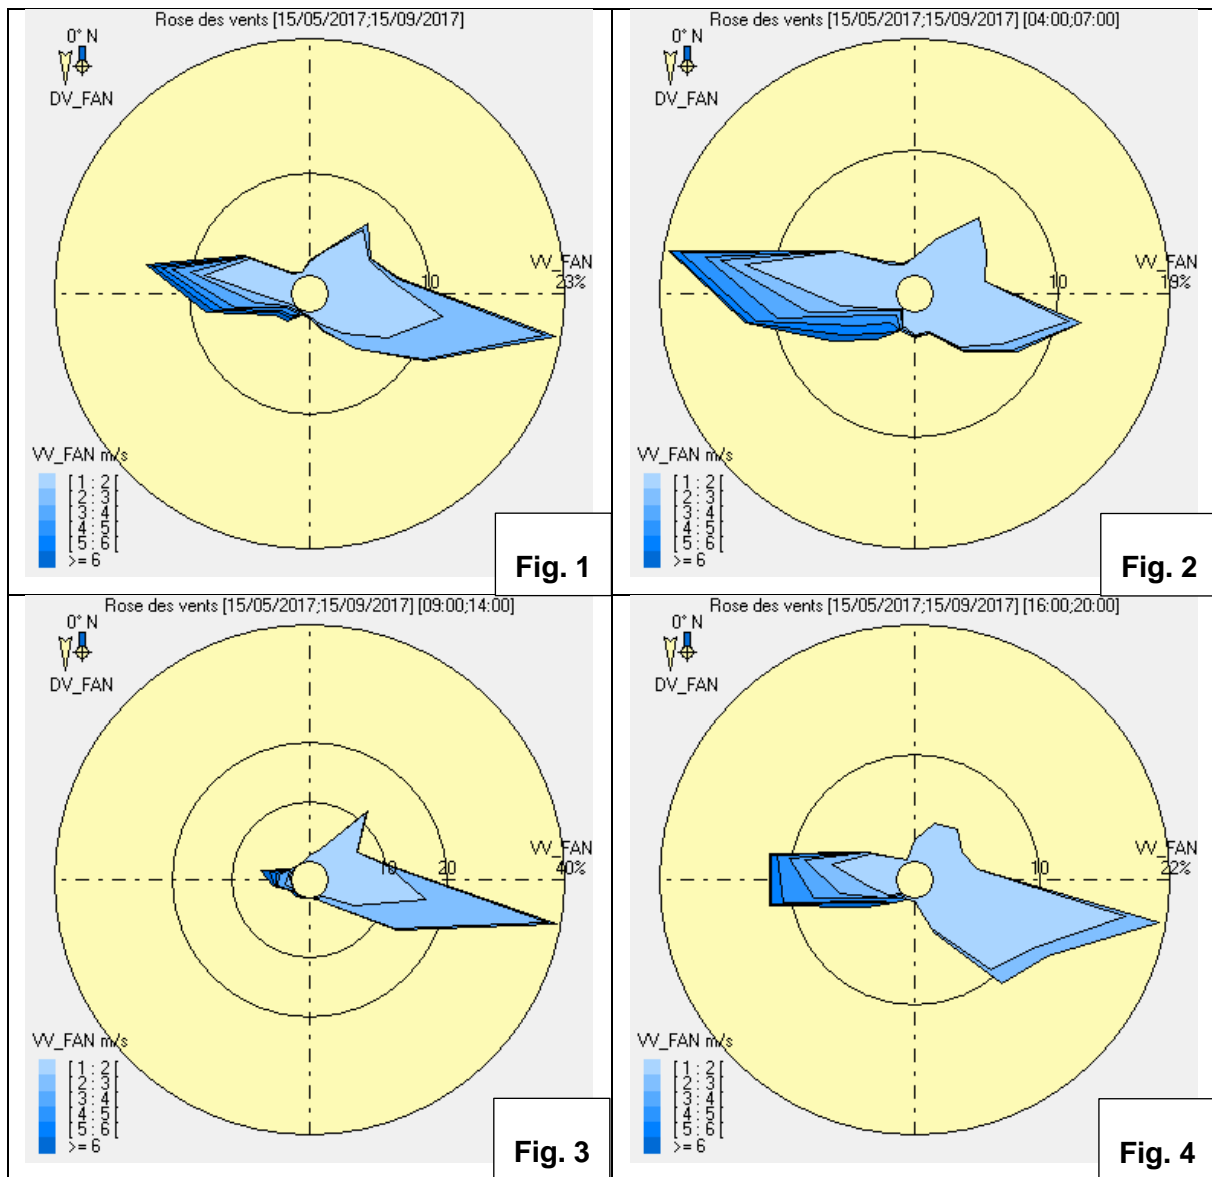 Rose des vents [15/05/2017;15/09/2017]
0° N
DV_FAN
VV_FAN
10
23%
VV_FAN m/s
[ 1 : 2 [
[ 2 : 3 [
[ 3 : 4 [
[ 4 : 5 [
[ 5 : 6 [
>= 6
Fig. 1
Rose des vents [15/05/2017;15/09/2017] [04:00;07:00]
0° N
DV_FAN
VV_FAN
10
19%
VV_FAN m/s
[ 1 : 2 [
[ 2 : 3 [
[ 3 : 4 [
[ 4 : 5 [
[ 5 : 6 [
>= 6
Fig. 2
Rose des vents [15/05/2017;15/09/2017] [09:00;14:00]
0° N
DV_FAN
VV_FAN
10
20
40%
VV_FAN m/s
[ 1 : 2 [
[ 2 : 3 [
[ 3 : 4 [
[ 4 : 5 [
[ 5 : 6 [
>= 6
Fig. 3
Rose des vents [15/05/2017;15/09/2017] [16:00;20:00]
0° N
DV_FAN
VV_FAN
10
22%
VV_FAN m/s
[ 1 : 2 [
[ 2 : 3 [
[ 3 : 4 [
[ 4 : 5 [
[ 5 : 6 [
>= 6
Fig. 4